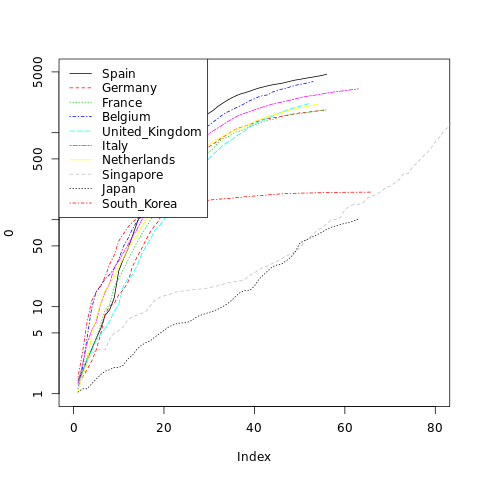 Spain
Germany
France
Belgium
United_Kingdom
Italy
Netherlands
Singapore
Japan
South_Korea
5000
500
50
10
5
1
0
0 20 40 60 80
Index